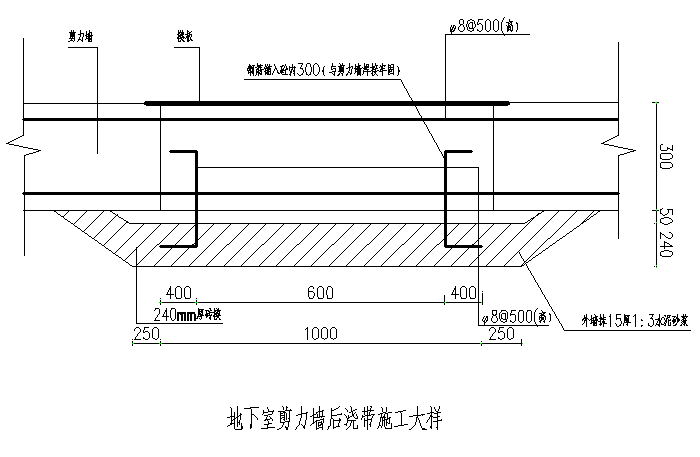 剪力墙
模板
φ8@500(高)
钢筋锚入砼内300(与剪力墙焊接牢固)
300
50
240
400
600
400
240mm厚砖模
φ8@500(高)
外墙抹15厚1:3水泥砂浆
250
1000
250
地下室剪力墙后浇带施工大样